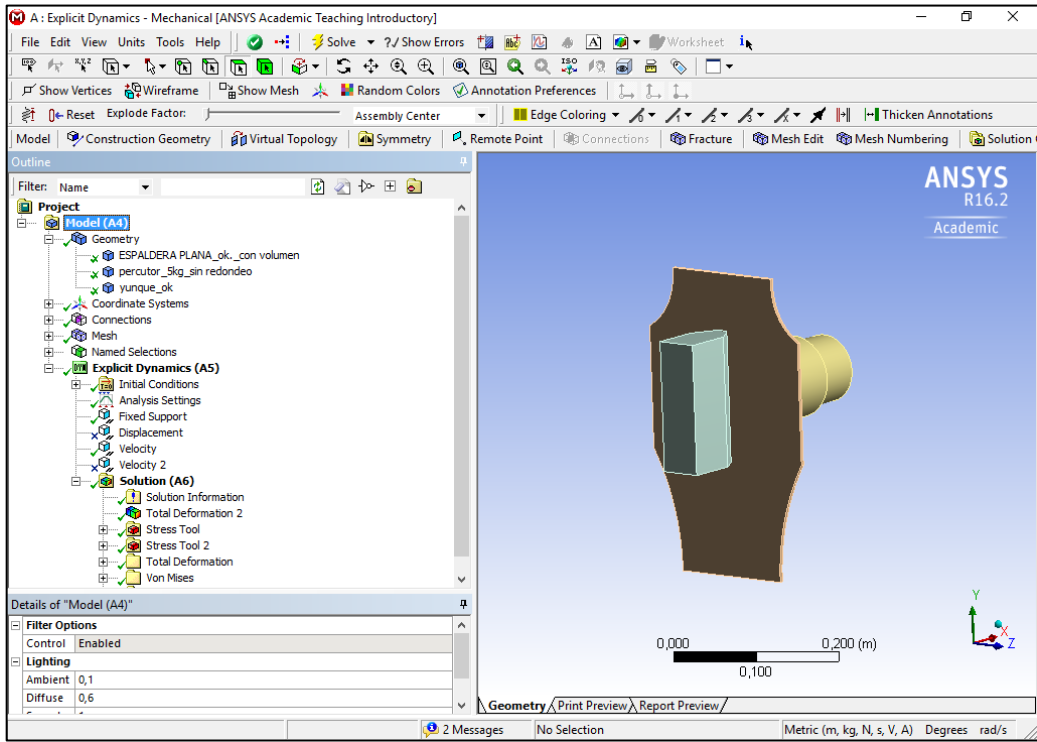 A : Explicit Dynamics - Mechanical [ANSYS Academic Teaching Introductory]
File Edit View Units Tools Help Solve ?/ Show Errors Worksheet
Show Vertices Wireframe Show Mesh Random Colors Annotation Preferences
Reset Explode Factor: Assembly Center Edge Coloring Thicken Annotations
Model Construction Geometry Virtual Topology Symmetry Remote Point Connections Fracture Mesh Edit Mesh Numbering Solution
Outline
Filter: Name
Project
Model (A4)
Geometry
ESPALDERA PLANA_ok._con volumen
percutor_5kg_sin redondeo
yunque_ok
Coordinate Systems
Connections
Mesh
Named Selections
Explicit Dynamics (A5)
Initial Conditions
Analysis Settings
Fixed Support
Displacement
Velocity
Velocity 2
Solution (A6)
Solution Information
Total Deformation 2
Stress Tool
Stress Tool 2
Total Deformation
Von Mises
Details of "Model (A4)"
Filter Options
Control Enabled
Lighting
Ambient 0,1
Diffuse 0,6
ANSYS
R16.2
Academic
0,000 0,200 (m)
0,100
Y
X
Z
Geometry Print Preview Report Preview
2 Messages No Selection Metric (m, kg, N, s, V, A) Degrees rad/s